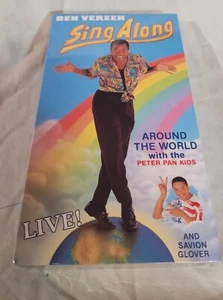 BEN VEREEN
Sing Along
AROUND
THE WORLD
with the
PETER PAN KIDS
LIVE!
AND
SAVION
GLOVER